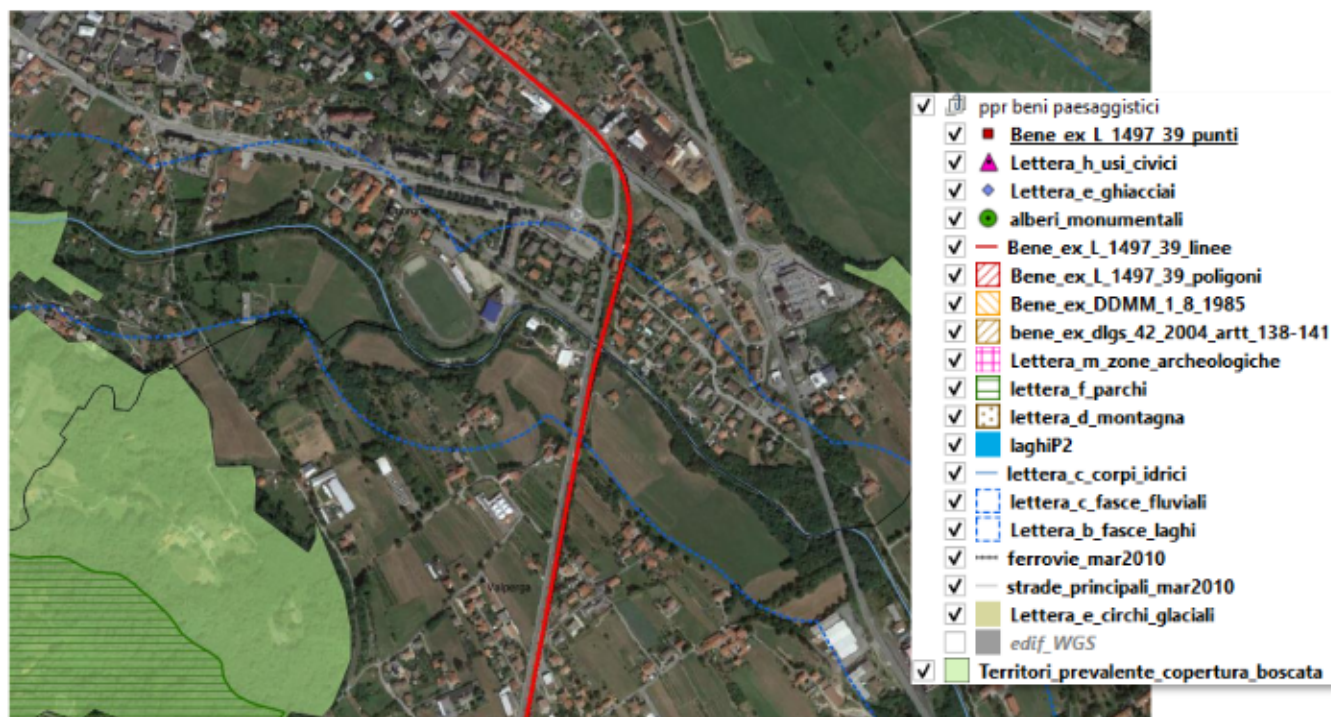 ppr beni paesaggistici
Bene_ex_L_1497_39_punti
Lettera_h_usi_civici
Lettera_e_ghiacciai
alberi_monumentali
Bene_ex_L_1497_39_linee
Bene_ex_L_1497_39_poligoni
Bene_ex_DDMM_1_8_1985
bene_ex_dlgs_42_2004_artt_138-141
Lettera_m_zone_archeologiche
lettera_f_parchi
lettera_d_montagna
laghiP2
lettera_c_corpi_idrici
lettera_c_fasce_fluviali
Lettera_b_fasce_laghi
ferrovie_mar2010
strade_principali_mar2010
Lettera_e_circhi_glaciali
edif_WGS
Territori_prevalente_copertura_boscata
Valperga